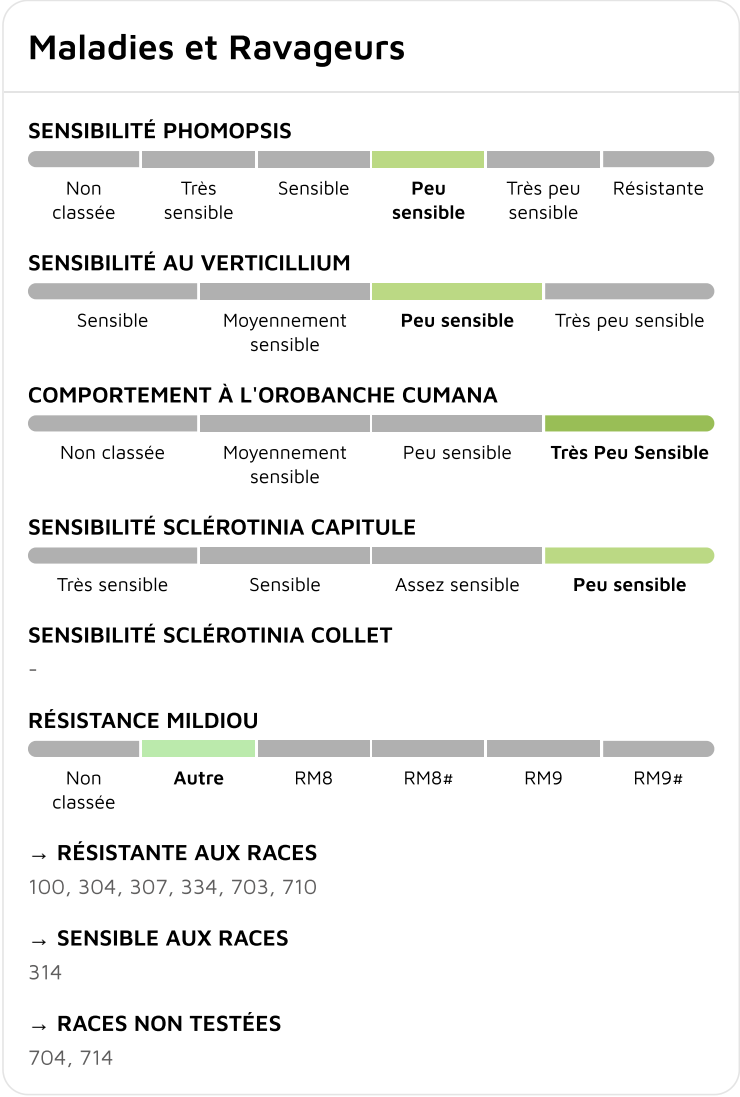 Maladies et Ravageurs
SENSIBILITÉ PHOMOPSIS
Non classée
Très sensible
Sensible
Peu sensible
Très peu sensible
Résistante
SENSIBILITÉ AU VERTICILLIUM
Sensible
Moyennement sensible
Peu sensible
Très peu sensible
COMPORTEMENT À L'OROBANCHE CUMANA
Non classée
Moyennement sensible
Peu sensible
Très Peu Sensible
SENSIBILITÉ SCLÉROTINIA CAPITULE
Très sensible
Sensible
Assez sensible
Peu sensible
SENSIBILITÉ SCLÉROTINIA COLLET
-
RÉSISTANCE MILDIOU
Non classée
Autre
RM8
RM8#
RM9
RM9#
→ RÉSISTANTE AUX RACES
100, 304, 307, 334, 703, 710
→ SENSIBLE AUX RACES
314
→ RACES NON TESTÉES
704, 714